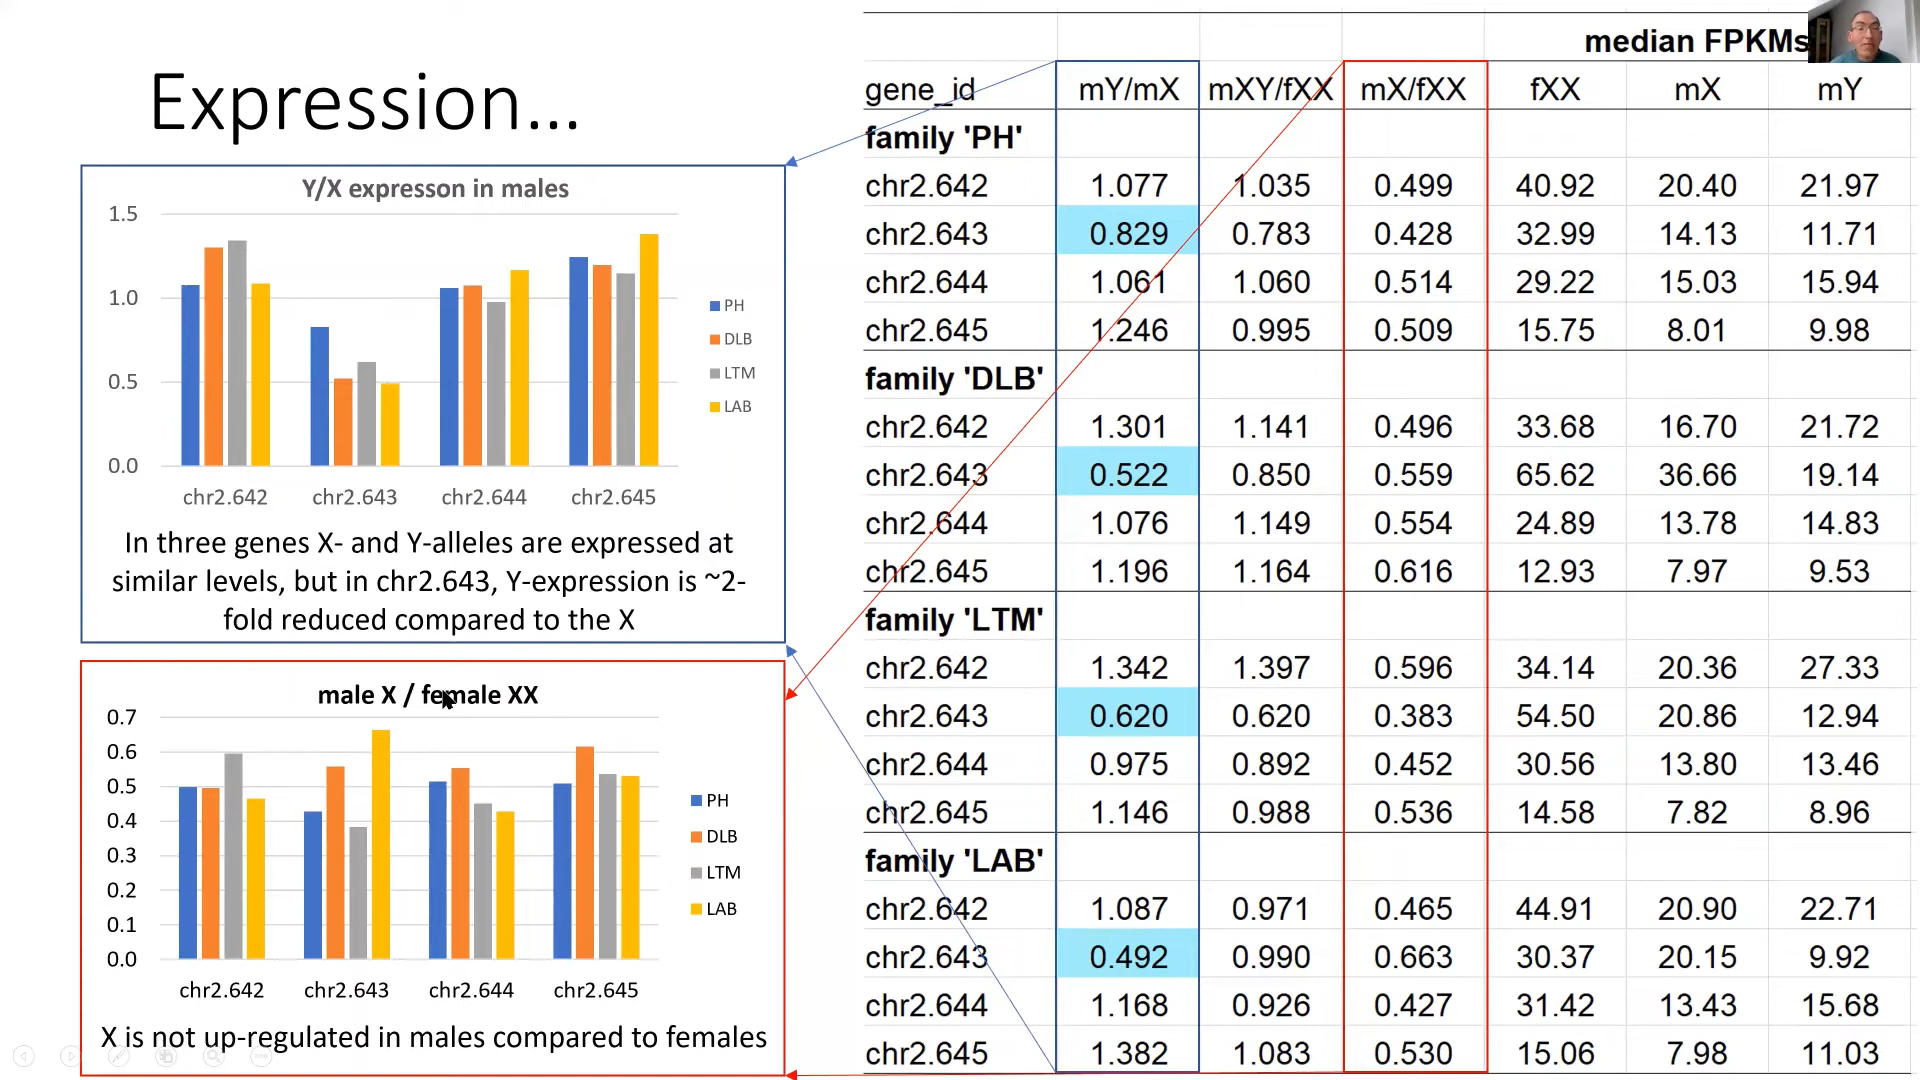 Expression…
Y/X expresson in males
1.5
1.0
0.5
0.0
chr2.642 chr2.643 chr2.644 chr2.645
PH
DLB
LTM
LAB
In three genes X- and Y-alleles are expressed at
similar levels, but in chr2.643, Y-expression is ~2-
fold reduced compared to the X
male X / female XX
0.7
0.6
0.5
0.4
0.3
0.2
0.1
0.0
chr2.642 chr2.643 chr2.644 chr2.645
PH
DLB
LTM
LAB
X is not up-regulated in males compared to females
median FPKMs
gene_id mY/mX mXY/fXX mX/fXX fXX mX mY
family 'PH'
chr2.642 1.077 1.035 0.499 40.92 20.40 21.97
chr2.643 0.829 0.783 0.428 32.99 14.13 11.71
chr2.644 1.061 1.060 0.514 29.22 15.03 15.94
chr2.645 1.246 0.995 0.509 15.75 8.01 9.98
family 'DLB'
chr2.642 1.301 1.141 0.496 33.68 16.70 21.72
chr2.643 0.522 0.850 0.559 65.62 36.66 19.14
chr2.644 1.076 1.149 0.554 24.89 13.78 14.83
chr2.645 1.196 1.164 0.616 12.93 7.97 9.53
family 'LTM'
chr2.642 1.342 1.397 0.596 34.14 20.36 27.33
chr2.643 0.620 0.620 0.383 54.50 20.86 12.94
chr2.644 0.975 0.892 0.452 30.56 13.80 13.46
chr2.645 1.146 0.988 0.536 14.58 7.82 8.96
family 'LAB'
chr2.642 1.087 0.971 0.465 44.91 20.90 22.71
chr2.643 0.492 0.990 0.663 30.37 20.15 9.92
chr2.644 1.168 0.926 0.427 31.42 13.43 15.68
chr2.645 1.382 1.083 0.530 15.06 7.98 11.03